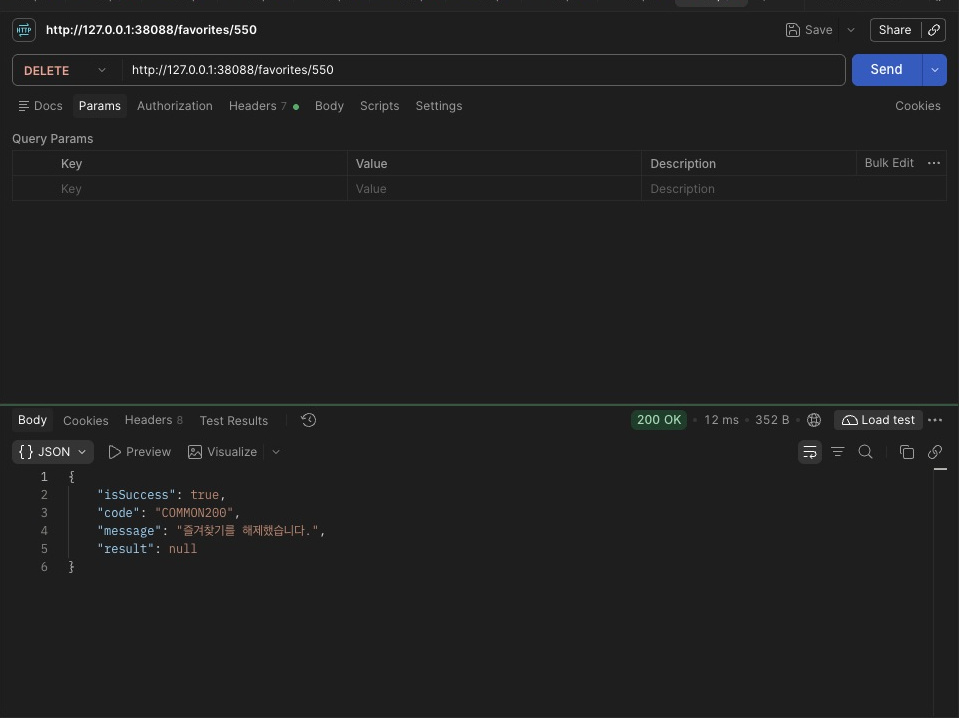 HTTP http://127.0.0.1:38088/favorites/550 Save Share
DELETE http://127.0.0.1:38088/favorites/550 Send
Docs Params Authorization Headers 7 Body Scripts Settings Cookies
Query Params
Key Value Description Bulk Edit
Key Value Description
Body Cookies Headers 8 Test Results 200 OK 12 ms 352 B Load test
{} JSON Preview Visualize
1 {
2 "isSuccess": true,
3 "code": "COMMON200",
4 "message": "즐겨찾기를 해제했습니다.",
5 "result": null
6 }